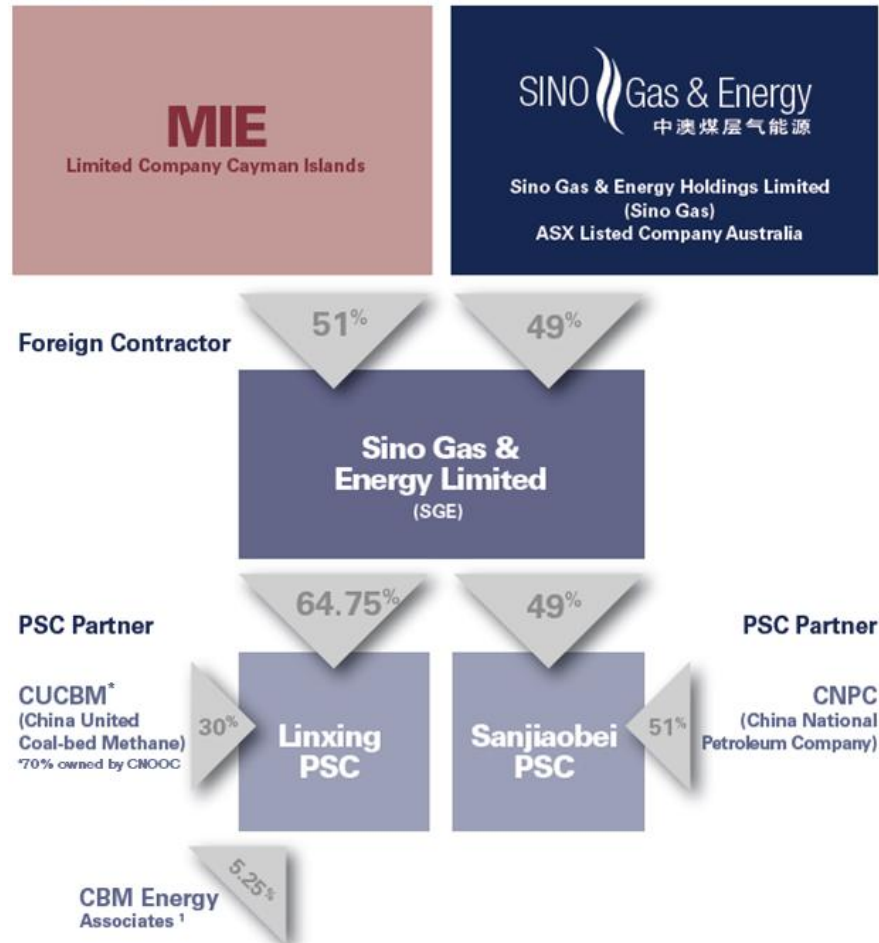 MIE
Limited Company Cayman Islands
SINO Gas & Energy
中澳煤层气能源
Sino Gas & Energy Holdings Limited
(Sino Gas)
ASX Listed Company Australia
Foreign Contractor
51%
49%
Sino Gas &
Energy Limited
(SGE)
64.75%
49%
PSC Partner
CUCBM*
(China United
Coal-bed Methane)
*70% owned by CNOOC
30%
Linxing
PSC
Sanjiaobei
PSC
51%
PSC Partner
CNPC
(China National
Petroleum Company)
5.25%
CBM Energy
Associates ¹